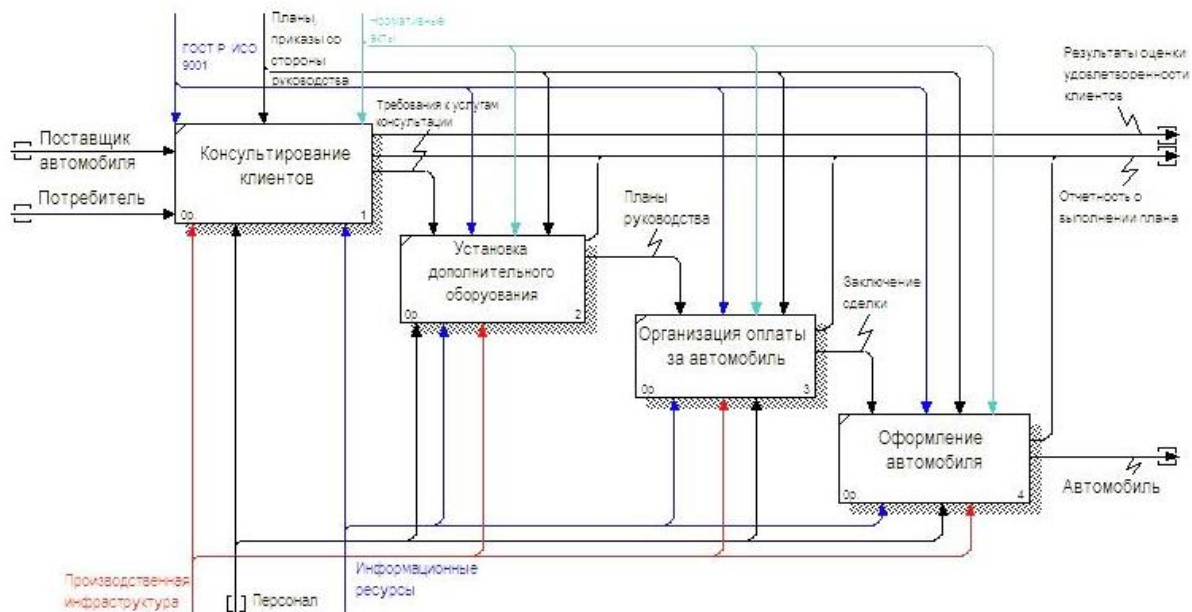 ГОСТ Р ИСО
9001
Планы,
приказы со
стороны
руководства
Нормативные
акты
Результаты оценки
удовлетворенности
клиентов
Требования к услугам
консультации
Поставщик
автомобиля
Потребитель
Консультирование
клиентов
0р. 1
Отчетность о
выполнении плана
Планы
руководства
Установка
дополнительного
оборуования
0р. 2
Заключение
сделки
Организация оплаты
за автомобиль
0р. 3
Оформление
автомобиля
0р. 4
Автомобиль
Производственная
инфраструктура
Персонал
Информационные
ресурсы